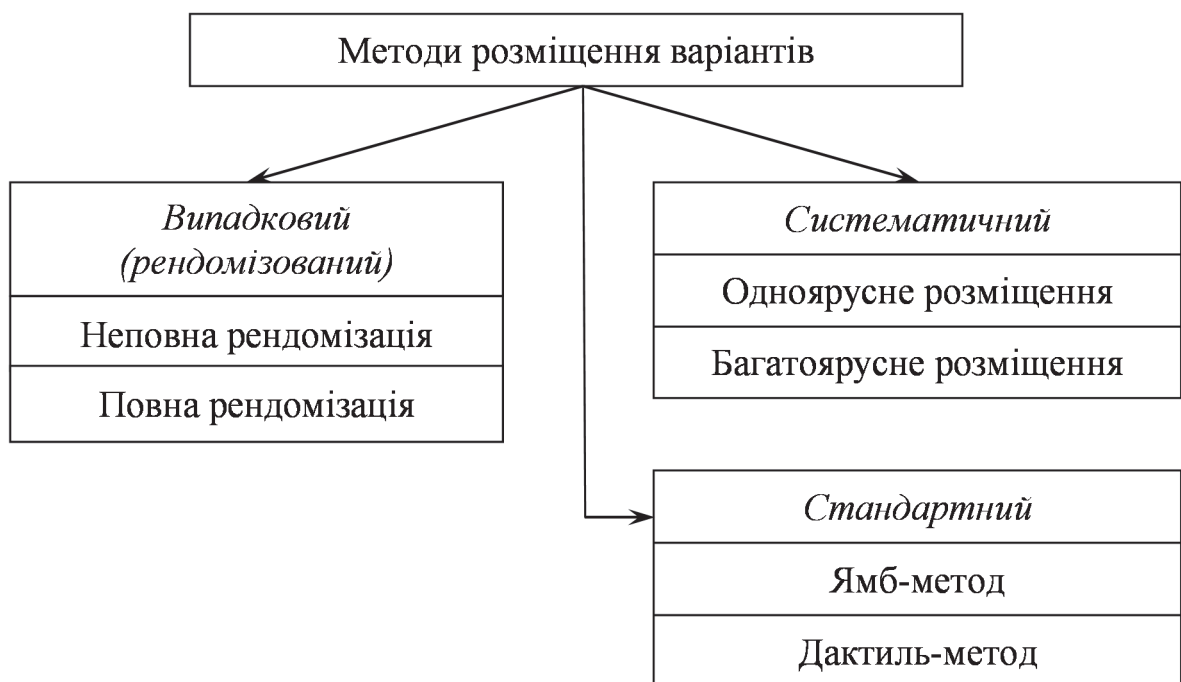 Методи розміщення варіантів
Випадковий
(рендомізований)
Неповна рендомізація
Повна рендомізація
Систематичний
Одноярусне розміщення
Багатоярусне розміщення
Стандартний
Ямб-метод
Дактиль-метод